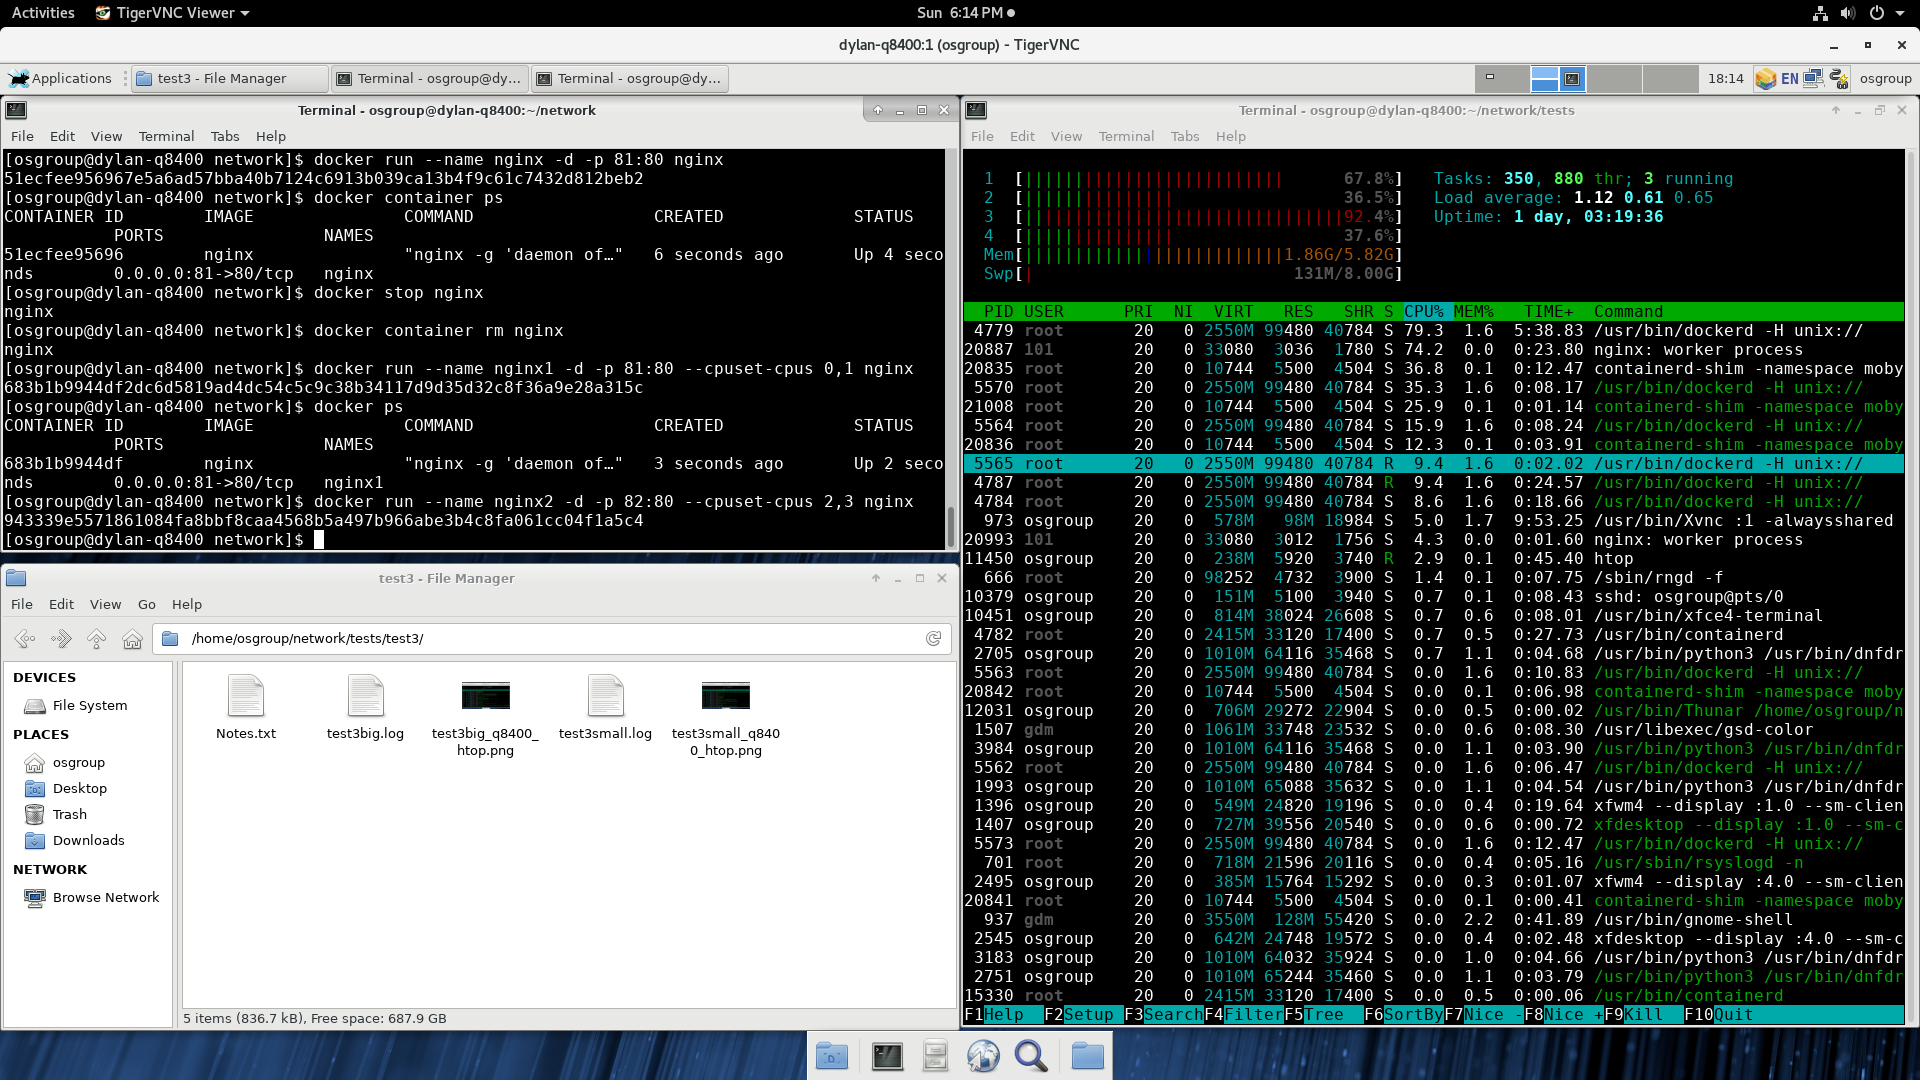 Activities
TigerVNC Viewer
Sun 6:14 PM
dylan-q8400:1 (osgroup) - TigerVNC
Applications
test3 - File Manager
Terminal - osgroup@dy...
Terminal - osgroup@dy...
18:14
EN
osgroup
Terminal - osgroup@dylan-q8400:~/network
File Edit View Terminal Tabs Help
[osgroup@dylan-q8400 network]$ docker run --name nginx -d -p 81:80 nginx
51ecfee956967e5a6ad57bba40b7124c6913b039ca13b4f9c61c7432d812beb2
[osgroup@dylan-q8400 network]$ docker container ps
CONTAINER ID IMAGE COMMAND CREATED STATUS
PORTS NAMES
51ecfee95696 nginx "nginx -g 'daemon of…" 6 seconds ago Up 4 seco
nds 0.0.0.0:81->80/tcp nginx
[osgroup@dylan-q8400 network]$ docker stop nginx
nginx
[osgroup@dylan-q8400 network]$ docker container rm nginx
nginx
[osgroup@dylan-q8400 network]$ docker run --name nginx1 -d -p 81:80 --cpuset-cpus 0,1 nginx
683b1b9944df2dc6d5819ad4dc54c5c9c38b34117d9d35d32c8f36a9e28a315c
[osgroup@dylan-q8400 network]$ docker ps
CONTAINER ID IMAGE COMMAND CREATED STATUS
PORTS NAMES
683b1b9944df nginx "nginx -g 'daemon of…" 3 seconds ago Up 2 seco
nds 0.0.0.0:81->80/tcp nginx1
[osgroup@dylan-q8400 network]$ docker run --name nginx2 -d -p 82:80 --cpuset-cpus 2,3 nginx
943339e5571861084fa8bbf8caa4568b5a497b966abe3b4c8fa061cc04f1a5c4
[osgroup@dylan-q8400 network]$
test3 - File Manager
File Edit View Go Help
/home/osgroup/network/tests/test3/
DEVICES
File System
PLACES
osgroup
Desktop
Trash
Downloads
NETWORK
Browse Network
Notes.txt
test3big.log
test3big_q8400_
htop.png
test3small.log
test3small_q840
0_htop.png
5 items (836.7 kB), Free space: 687.9 GB
Terminal - osgroup@dylan-q8400:~/network/tests
File Edit View Terminal Tabs Help
1 [ 67.8%] Tasks: 350, 880 thr; 3 running
2 [ 36.5%] Load average: 1.12 0.61 0.65
3 [ 92.4%] Uptime: 1 day, 03:19:36
4 [ 37.6%]
Mem[ 1.86G/5.82G]
Swp[ 131M/8.00G]
PID USER PRI NI VIRT RES SHR S CPU% MEM% TIME+ Command
4779 root 20 0 2550M 99480 40784 S 79.3 1.6 5:38.83 /usr/bin/dockerd -H unix://
20887 101 20 0 33080 3036 1780 S 74.2 0.0 0:23.80 nginx: worker process
20835 root 20 0 10744 5500 4504 S 36.8 0.1 0:12.47 containerd-shim -namespace moby
5570 root 20 0 2550M 99480 40784 S 35.3 1.6 0:08.17 /usr/bin/dockerd -H unix://
21008 root 20 0 10744 5500 4504 S 25.9 0.1 0:01.14 containerd-shim -namespace moby
5564 root 20 0 2550M 99480 40784 S 15.9 1.6 0:08.24 /usr/bin/dockerd -H unix://
20836 root 20 0 10744 5500 4504 S 12.3 0.1 0:03.91 containerd-shim -namespace moby
5565 root 20 0 2550M 99480 40784 R 9.4 1.6 0:02.02 /usr/bin/dockerd -H unix://
4787 root 20 0 2550M 99480 40784 R 9.4 1.6 0:24.57 /usr/bin/dockerd -H unix://
4784 root 20 0 2550M 99480 40784 S 8.6 1.6 0:18.66 /usr/bin/dockerd -H unix://
973 osgroup 20 0 578M 98M 18984 S 5.0 1.7 9:53.25 /usr/bin/Xvnc :1 -alwaysshared
20993 101 20 0 33080 3012 1756 S 4.3 0.0 0:01.60 nginx: worker process
11450 osgroup 20 0 238M 5920 3740 R 2.9 0.1 0:45.40 htop
666 root 20 0 98252 4732 3900 S 1.4 0.1 0:07.75 /sbin/rngd -f
10379 osgroup 20 0 151M 5100 3940 S 0.7 0.1 0:08.43 sshd: osgroup@pts/0
10451 osgroup 20 0 814M 38024 26608 S 0.7 0.6 0:08.01 /usr/bin/xfce4-terminal
4782 root 20 0 2415M 33120 17400 S 0.7 0.5 0:27.73 /usr/bin/containerd
2705 osgroup 20 0 1010M 64116 35468 S 0.7 1.1 0:04.68 /usr/bin/python3 /usr/bin/dnfdr
5563 root 20 0 2550M 99480 40784 S 0.0 1.6 0:10.83 /usr/bin/dockerd -H unix://
20842 root 20 0 10744 5500 4504 S 0.0 0.1 0:06.98 containerd-shim -namespace moby
12031 osgroup 20 0 706M 29272 22904 S 0.0 0.5 0:00.02 /usr/bin/Thunar /home/osgroup/n
1507 gdm 20 0 1061M 33748 23532 S 0.0 0.6 0:08.30 /usr/libexec/gsd-color
3984 osgroup 20 0 1010M 64116 35468 S 0.0 1.1 0:03.90 /usr/bin/python3 /usr/bin/dnfdr
5562 root 20 0 2550M 99480 40784 S 0.0 1.6 0:06.47 /usr/bin/dockerd -H unix://
1993 osgroup 20 0 1010M 65088 35632 S 0.0 1.1 0:04.54 /usr/bin/python3 /usr/bin/dnfdr
1396 osgroup 20 0 549M 24820 19196 S 0.0 0.4 0:19.64 xfwm4 --display :1.0 --sm-clien
1407 osgroup 20 0 727M 39556 20540 S 0.0 0.6 0:00.72 xfdesktop --display :1.0 --sm-c
5573 root 20 0 2550M 99480 40784 S 0.0 1.6 0:12.47 /usr/bin/dockerd -H unix://
701 root 20 0 718M 21596 20116 S 0.0 0.4 0:05.16 /usr/sbin/rsyslogd -n
2495 osgroup 20 0 385M 15764 15292 S 0.0 0.3 0:01.07 xfwm4 --display :4.0 --sm-clien
20841 root 20 0 10744 5500 4504 S 0.0 0.1 0:00.41 containerd-shim -namespace moby
937 gdm 20 0 3550M 128M 55420 S 0.0 2.2 0:41.89 /usr/bin/gnome-shell
2545 osgroup 20 0 642M 24748 19572 S 0.0 0.4 0:02.48 xfdesktop --display :4.0 --sm-c
3183 osgroup 20 0 1010M 64032 35924 S 0.0 1.0 0:04.66 /usr/bin/python3 /usr/bin/dnfdr
2751 osgroup 20 0 1010M 65244 35460 S 0.0 1.1 0:03.79 /usr/bin/python3 /usr/bin/dnfdr
15330 root 20 0 2415M 33120 17400 S 0.0 0.5 0:00.06 /usr/bin/containerd
F1Help F2Setup F3SearchF4FilterF5Tree F6SortByF7Nice -F8Nice +F9Kill F10Quit